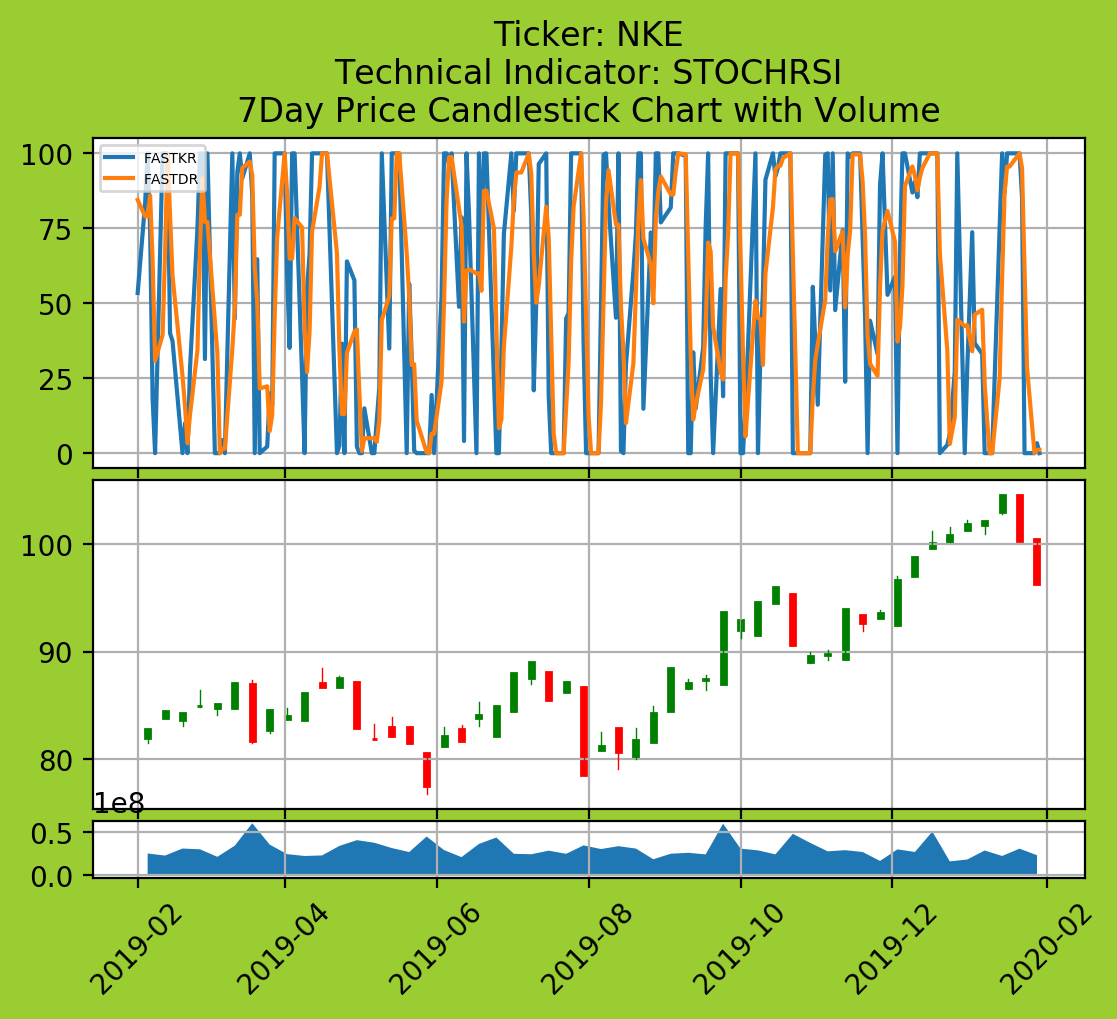 Ticker: NKE
Technical Indicator: STOCHRSI
7Day Price Candlestick Chart with Volume
100
75
50
25
0
FASTKR
FASTDR
100
90
80
1e8
0.5
0.0
2019-02
2019-04
2019-06
2019-08
2019-10
2019-12
2020-02